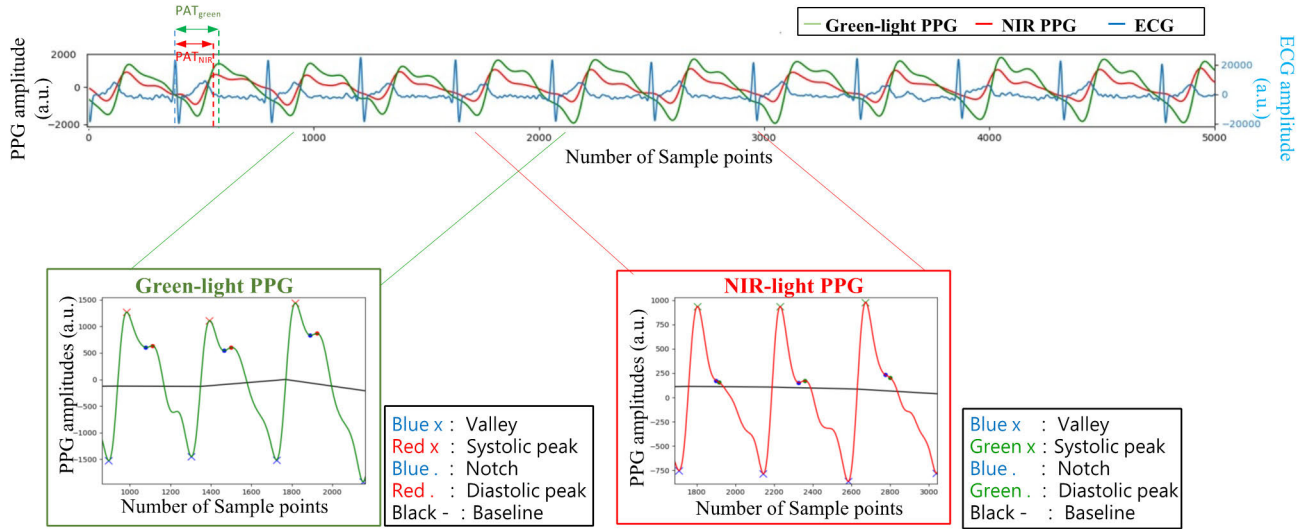 PATgreen
PATNIR
Green-light PPG
NIR PPG
ECG
PPG amplitude
(a.u.)
2000
0
−2000
20000
0
−20000
ECG amplitude
(a.u.)
0
1000
2000
3000
4000
5000
Number of Sample points
Green-light PPG
PPG amplitudes (a.u.)
1500
1000
500
0
−500
−1000
−1500
1000
1200
1400
1600
1800
2000
Number of Sample points
Blue x : Valley
Red x : Systolic peak
Blue . : Notch
Red . : Diastolic peak
Black - : Baseline
NIR-light PPG
PPG amplitudes (a.u.)
1000
750
500
250
0
−250
−500
−750
1800
2000
2200
2400
2600
2800
3000
Number of Sample points
Blue x : Valley
Green x : Systolic peak
Blue . : Notch
Green . : Diastolic peak
Black - : Baseline